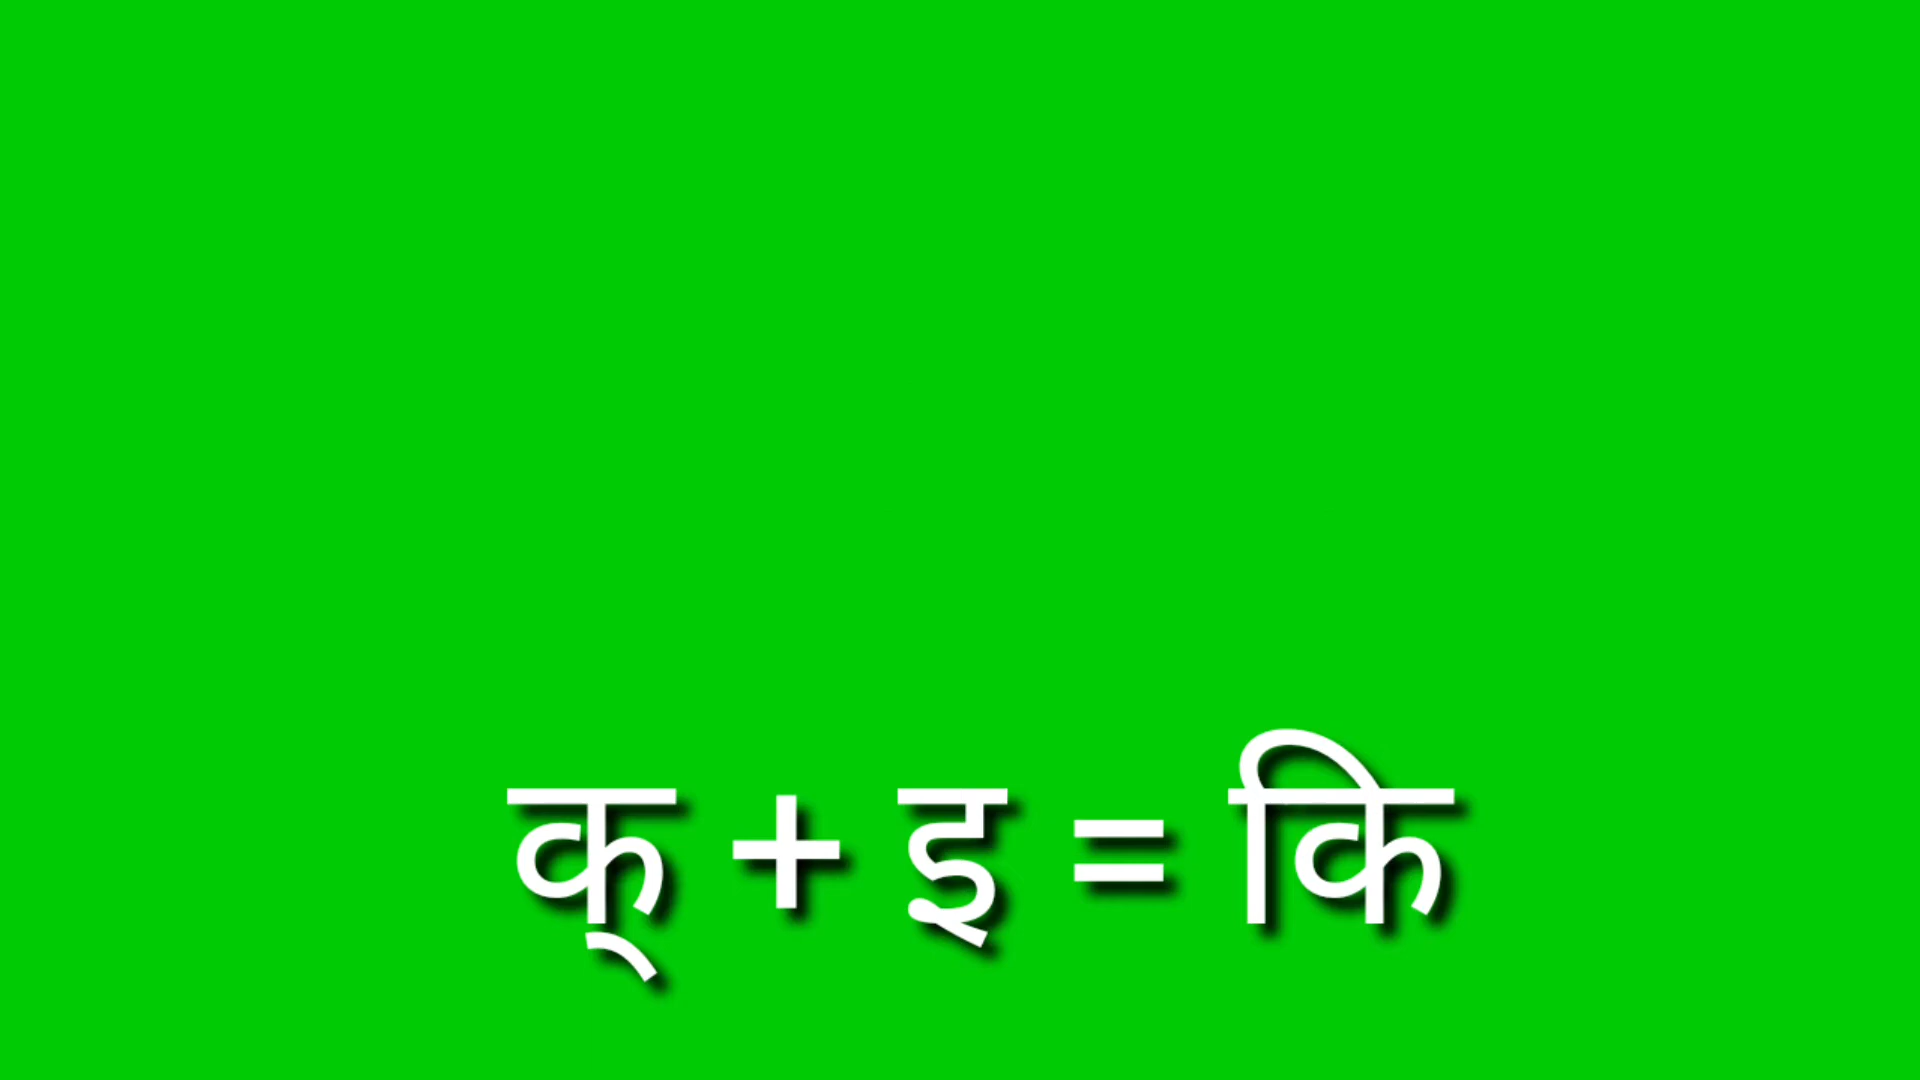 क् + इ = कि